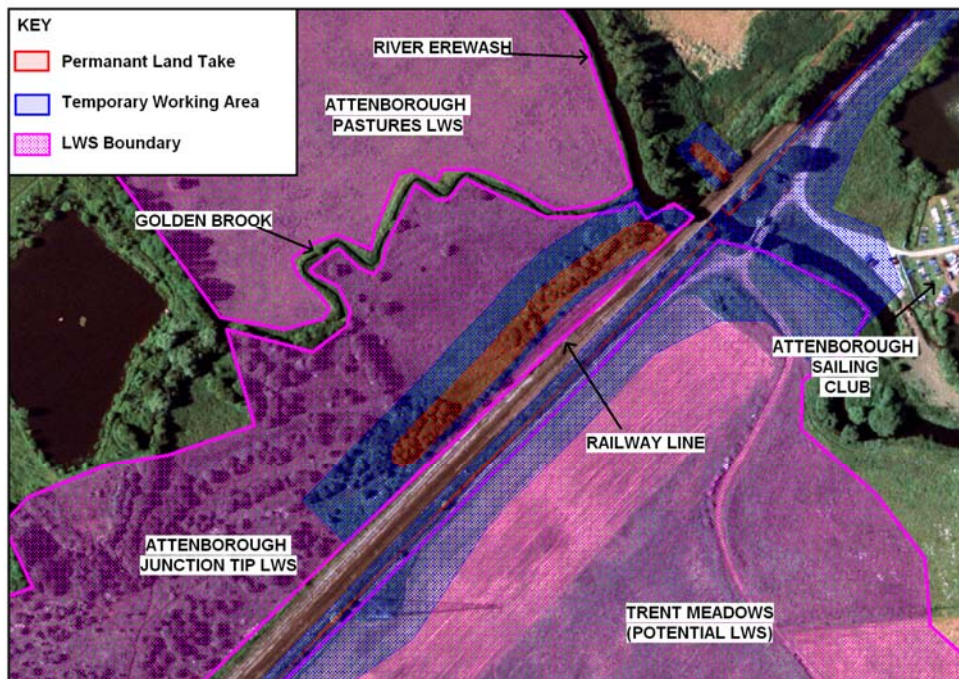 KEY
Permanant Land Take
Temporary Working Area
LWS Boundary
RIVER EREWASH
ATTENBOROUGH
PASTURES LWS
GOLDEN BROOK
ATTENBOROUGH
SAILING
CLUB
RAILWAY LINE
ATTENBOROUGH
JUNCTION TIP LWS
TRENT MEADOWS
(POTENTIAL LWS)